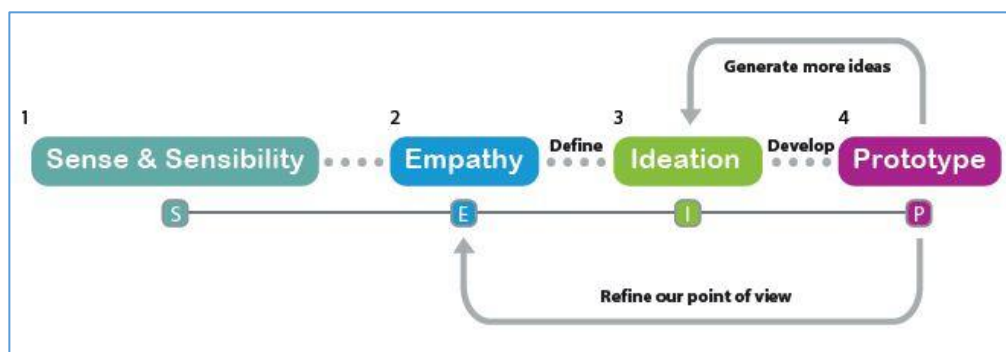 Generate more ideas
1 2 3 4
Sense & Sensibility Empathy Define Ideation Develop Prototype
S E I P
Refine our point of view